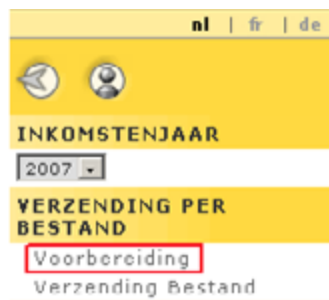 nl | fr | de
INKOMSTENJAAR
2007
VERZENDING PER
BESTAND
Voorbereiding
Verzending Bestand